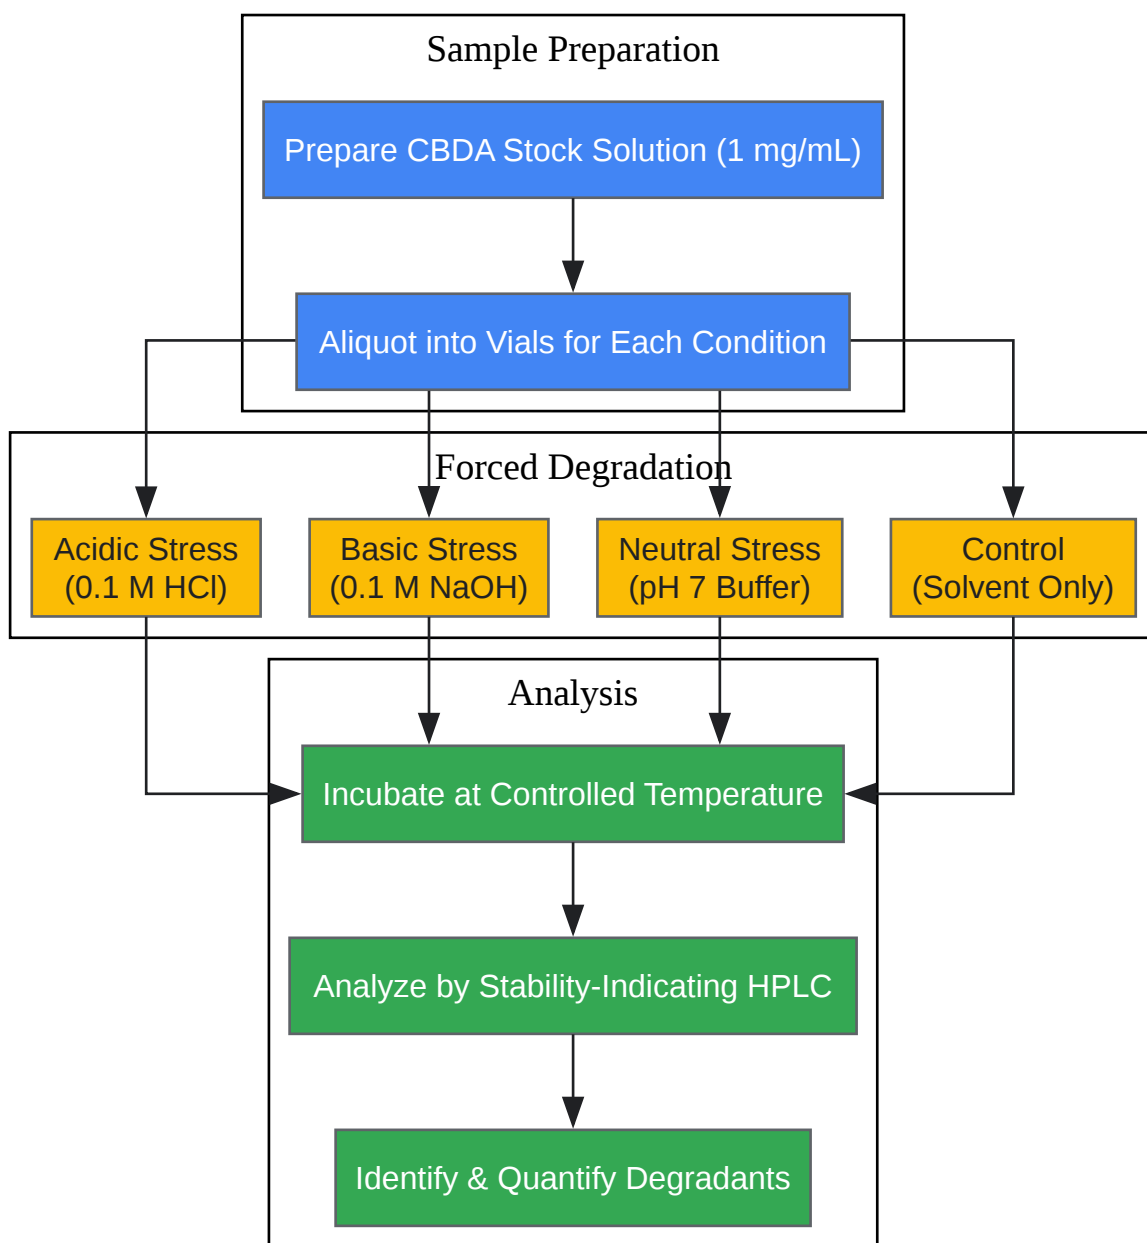 Sample Preparation
Prepare CBDA Stock Solution (1 mg/mL)
Aliquot into Vials for Each Condition
Forced Degradation
Acidic Stress
(0.1 M HCl)
Basic Stress
(0.1 M NaOH)
Neutral Stress
(pH 7 Buffer)
Control
(Solvent Only)
Analysis
Incubate at Controlled Temperature
Analyze by Stability-Indicating HPLC
Identify & Quantify Degradants